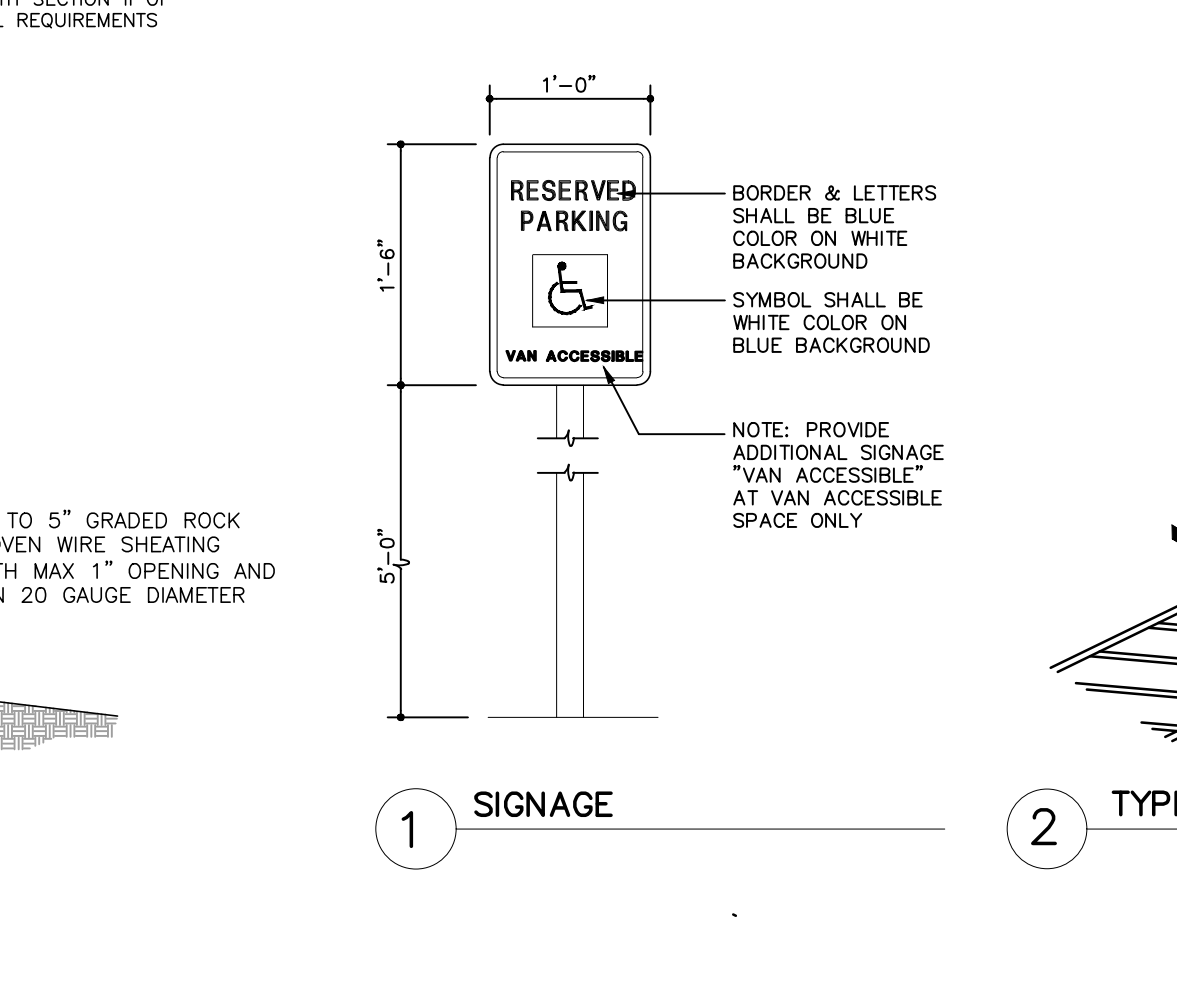 REQUIREMENTS
1'-0"
RESERVED
PARKING
VAN ACCESSIBLE
1'-6"
5'-0"
BORDER & LETTERS
SHALL BE BLUE
COLOR ON WHITE
BACKGROUND
SYMBOL SHALL BE
WHITE COLOR ON
BLUE BACKGROUND
NOTE: PROVIDE
ADDITIONAL SIGNAGE
"VAN ACCESSIBLE"
AT VAN ACCESSIBLE
SPACE ONLY
TO 5" GRADED ROCK
WIRE SHEATING
MAX 1" OPENING AND
20 GAUGE DIAMETER
1 SIGNAGE
2